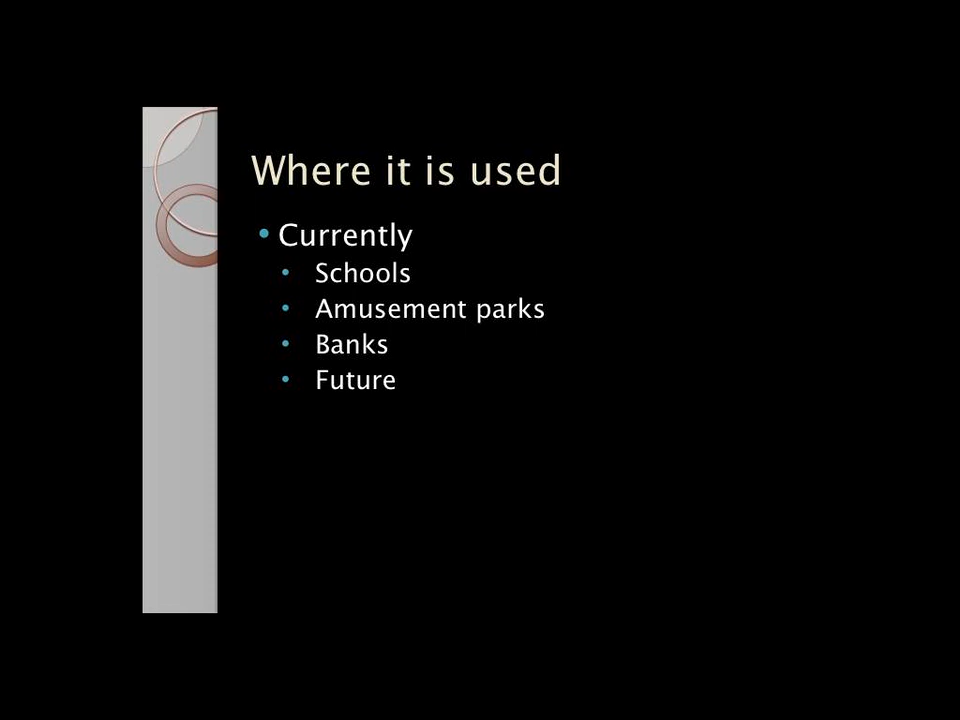 Where it is used
• Currently
• Schools
• Amusement parks
• Banks
• Future